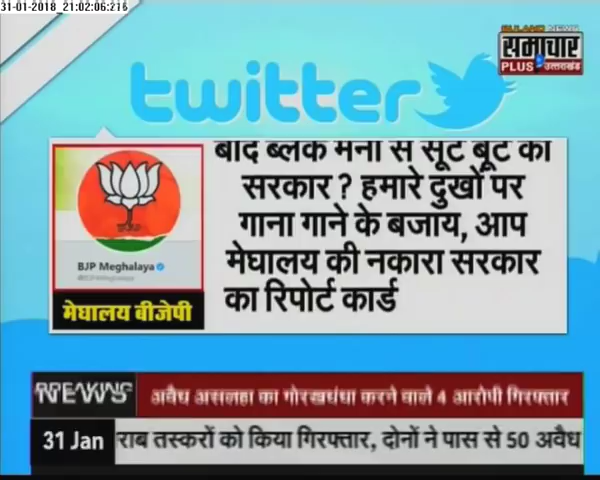 31-01-2018_21:02:06:216
समाचार
PLUS उत्तराखंड
twitter
बाद ब्लैक मनी से सूट बूट की
सरकार ? हमारे दुखों पर
गाना गाने के बजाय, आप
मेघालय की नकारा सरकार
का रिपोर्ट कार्ड
BJP Meghalaya
मेघालय बीजेपी
BREAKING
NEWS
अवैध असलहा का गोरखधंधा करने वाले 4 आरोपी गिरफ्तार
31 Jan
राब तस्करों को किया गिरफ्तार, दोनों ने पास से 50 अवैध